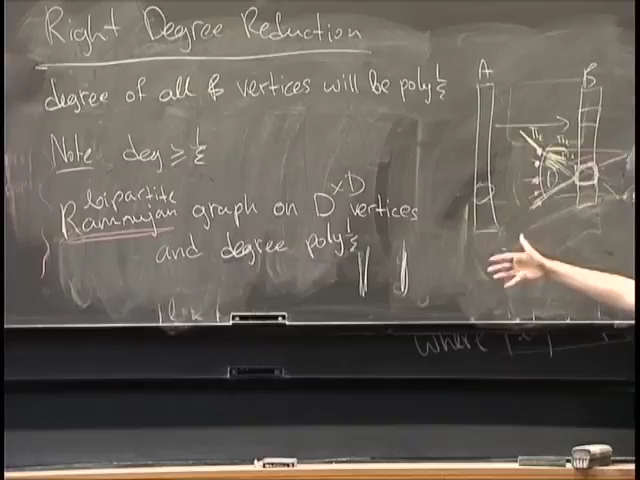 Right Degree Reduction
degree of all B vertices will be poly 1/ε
Note deg ≥ 1/ε
bipartite
Ramanujan graph on D×D vertices
and degree poly 1/ε
A
B
where